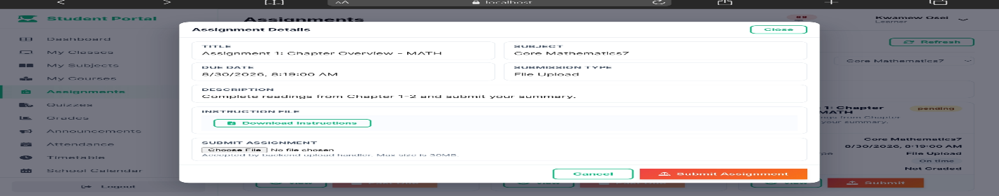 localhost
Student Portal
Assignments
Kwamew Osei
Learner
Assignment Details
Close
Dashboard
My Classes
My Subjects
My Courses
Assignments
Quizzes
Grades
Announcements
Attendance
Timetable
School Calendar
Logout
TITLE
Assignment 1: Chapter Overview - MATH
SUBJECT
Core Mathematics7
DUE DATE
8/30/2026, 8:19:00 AM
SUBMISSION TYPE
File Upload
DESCRIPTION
Complete readings from Chapter 1-2 and submit your summary.
INSTRUCTION FILE
Download Instructions
SUBMIT ASSIGNMENT
Choose File No file chosen
Accepted by backend upload handler. Max size is 30MB.
Cancel
Submit Assignment
Refresh
Core Mathematics7
1: Chapter
MATH
pending
from Chapter
your summary.
Core Mathematics7
8/30/2026, 8:19:00 AM
File Upload
On time
Not Graded
View
View
View
Submit